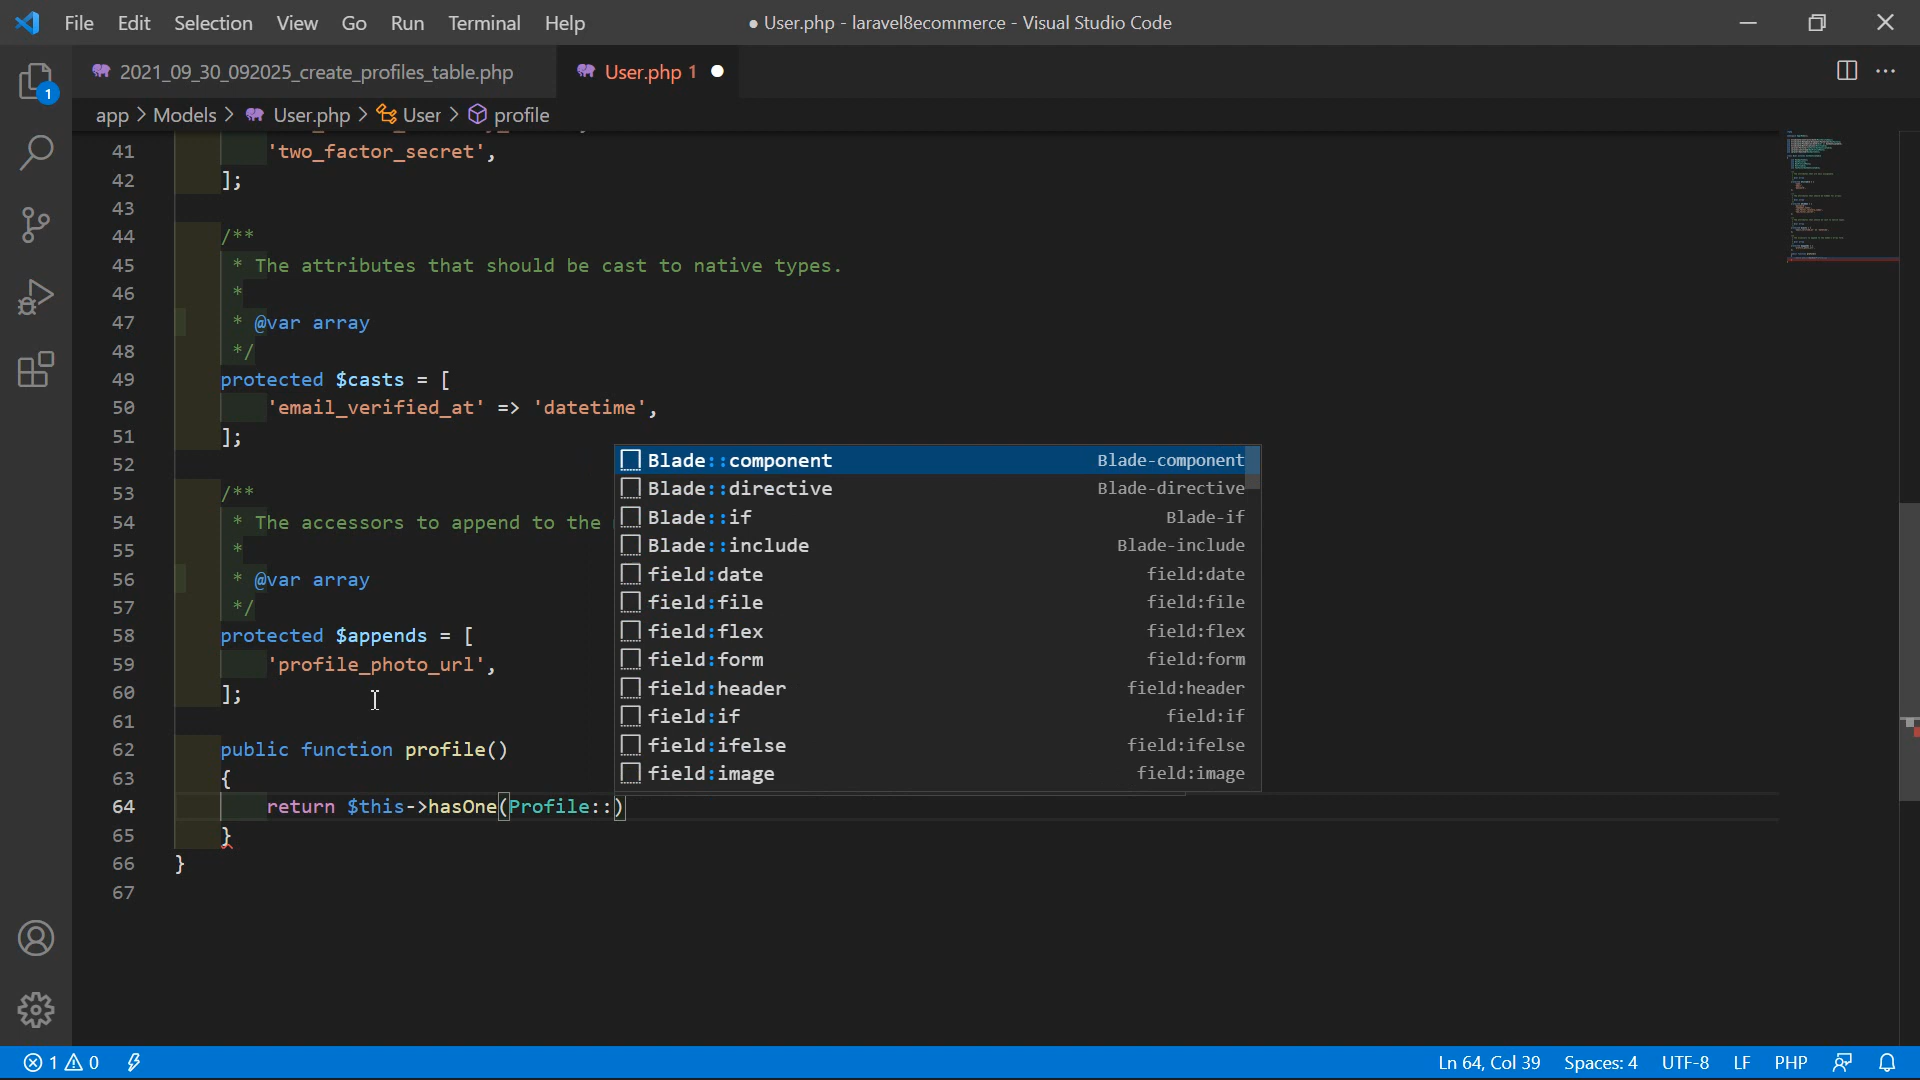 File Edit Selection View Go Run Terminal Help
● User.php - laravel8ecommerce - Visual Studio Code
2021_09_30_092025_create_profiles_table.php
User.php 1 ●
app > Models > User.php > User > profile
1
41 'two_factor_secret',
42 ];
43
44 /**
45 * The attributes that should be cast to native types.
46 *
47 * @var array
48 */
49 protected $casts = [
50 'email_verified_at' => 'datetime',
51 ];
52
53 /**
54 * The accessors to append to the
55 *
56 * @var array
57 */
58 protected $appends = [
59 'profile_photo_url',
60 ];
61
62 public function profile()
63 {
64 return $this->hasOne(Profile::)
65 }
66 }
67
Blade::component Blade-component
Blade::directive Blade-directive
Blade::if Blade-if
Blade::include Blade-include
field:date field:date
field:file field:file
field:flex field:flex
field:form field:form
field:header field:header
field:if field:if
field:ifelse field:ifelse
field:image field:image
1 0 Ln 64, Col 39 Spaces: 4 UTF-8 LF PHP